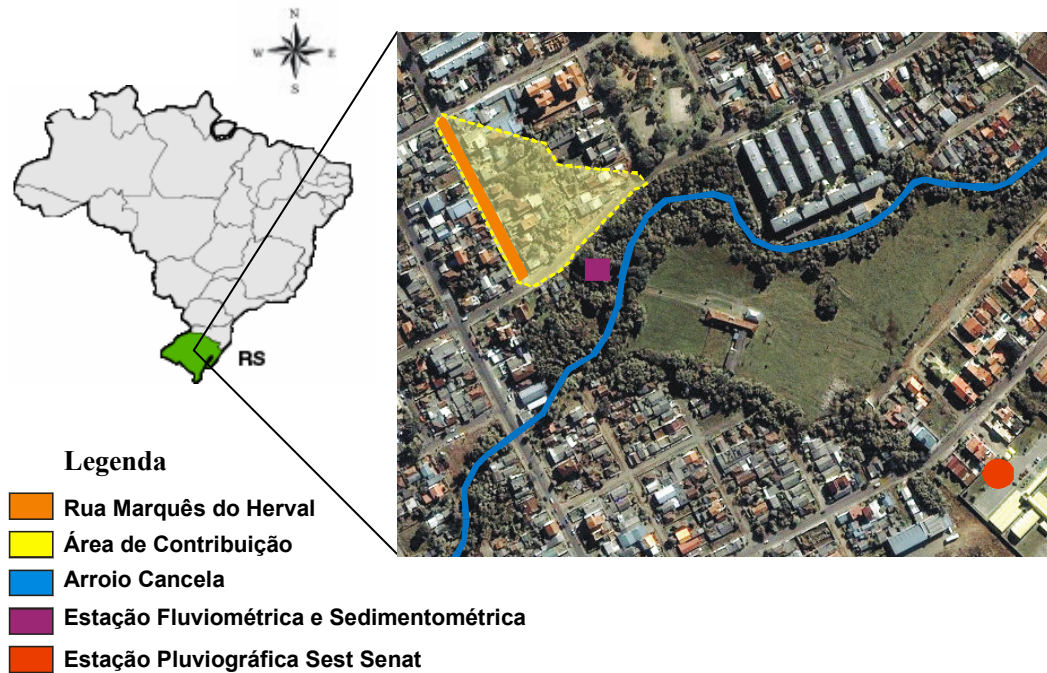 N
W E
S
RS
Legenda
Rua Marquês do Herval
Área de Contribuição
Arroio Cancela
Estação Fluviométrica e Sedimentométrica
Estação Pluviográfica Sest Senat